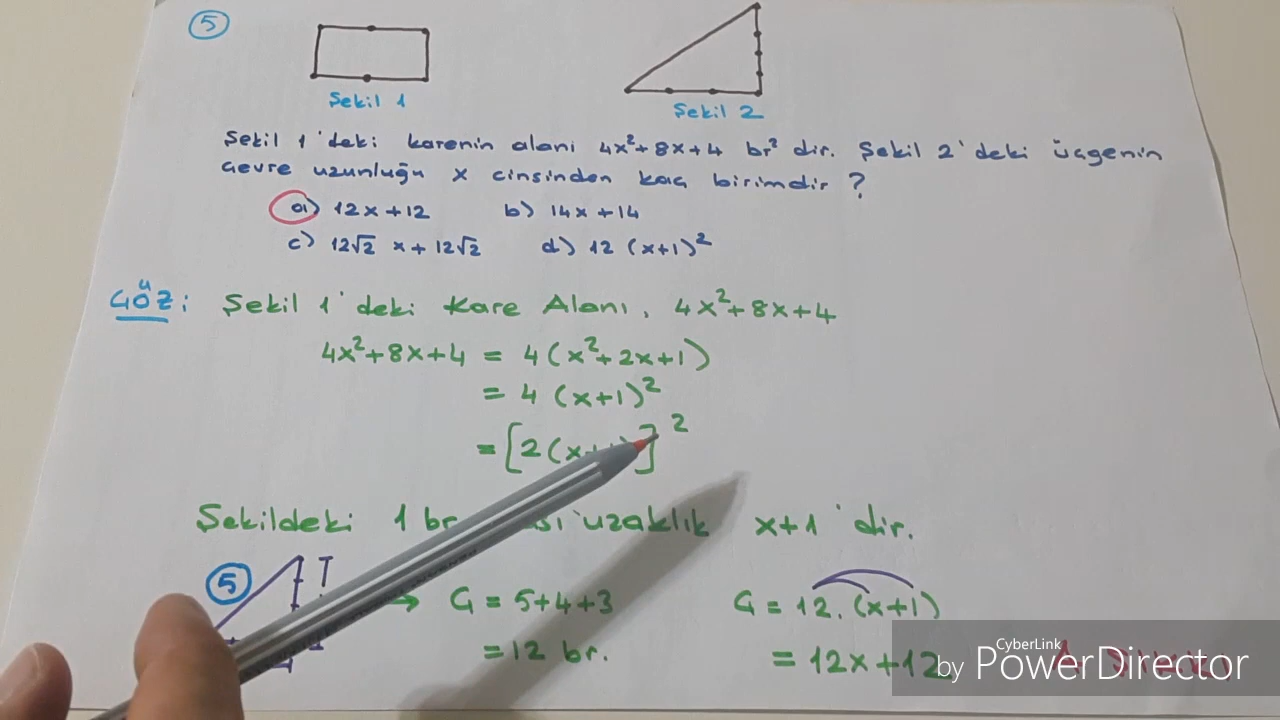 5
Şekil 1
Şekil 2
Şekil 1'deki karenin alanı 4x²+8x+4 br² dir. Şekil 2'deki üçgenin
çevre uzunluğu x cinsinden kaç birimdir?
a) 12x+12 b) 14x+14
c) 12√2 x + 12√2 d) 12 (x+1)²
ÇÖZ: Şekil 1'deki Kare Alanı, 4x²+8x+4
4x²+8x+4 = 4(x²+2x+1)
= 4 (x+1)²
= [2(x ]²
Şekildeki 1 br uzaklık x+1'dir.
5
→ Ç = 5+4+3 Ç = 12.(x+1)
= 12 br. = 12x+12 A
CyberLink
by PowerDirector